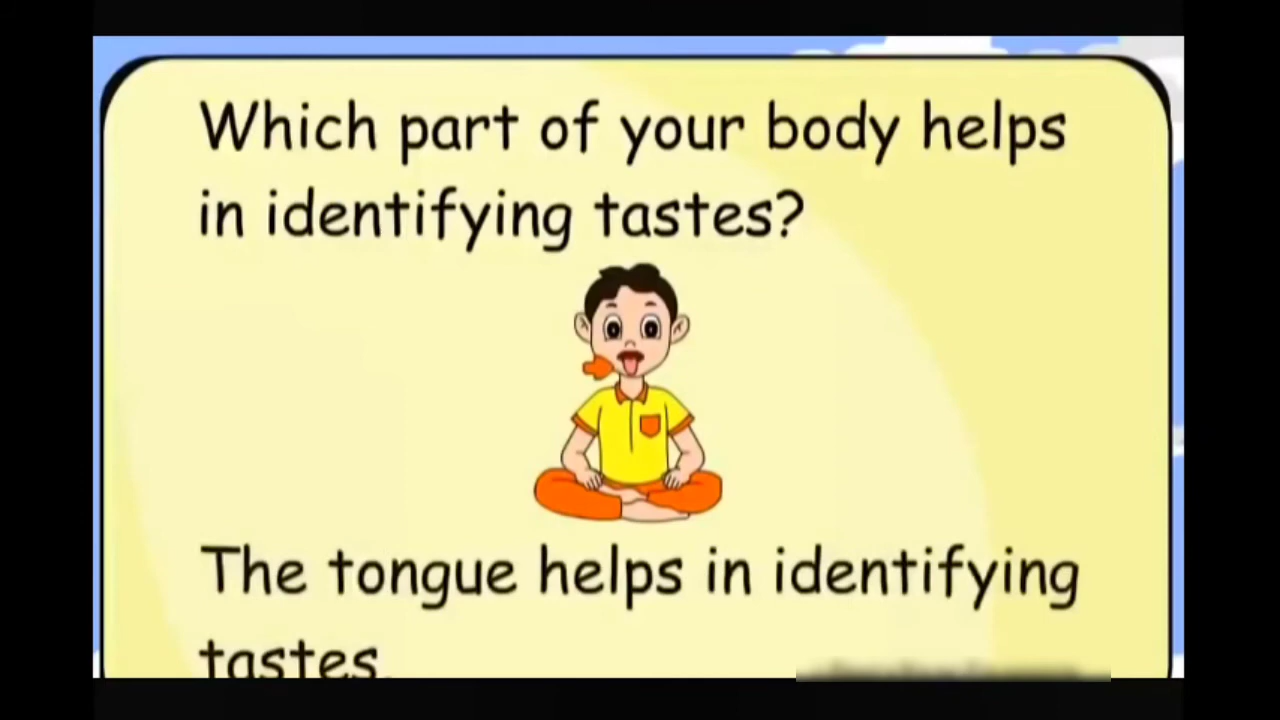 Which part of your body helps
in identifying tastes?
The tongue helps in identifying
tastes.